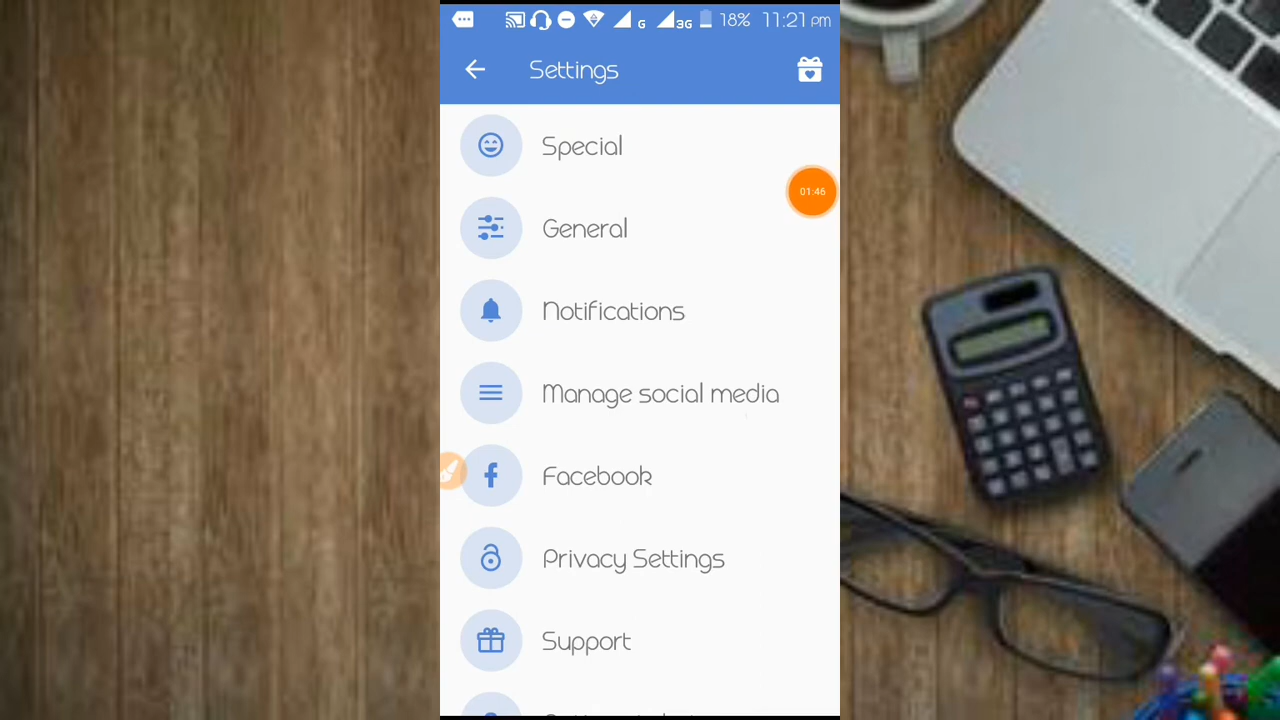 G 3G 18% 11:21 pm
Settings
Special
01:46
General
Notifications
Manage social media
Facebook
Privacy Settings
Support